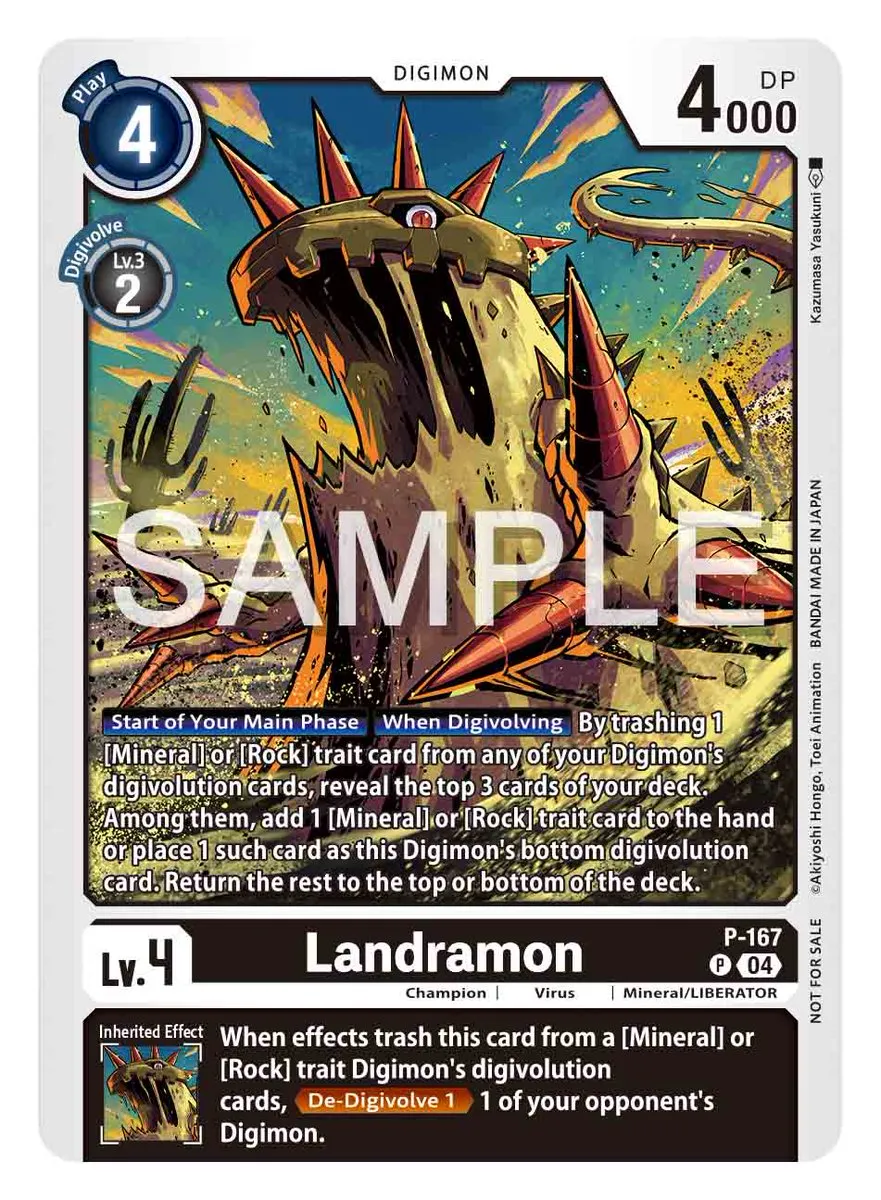 DIGIMON
Play
4
DP
4000
Digivolve
Lv.3
2
Kazumasa Yasukuni
SAMPLE
Start of Your Main Phase When Digivolving By trashing 1
[Mineral] or [Rock] trait card from any of your Digimon's
digivolution cards, reveal the top 3 cards of your deck.
Among them, add 1 [Mineral] or [Rock] trait card to the hand
or place 1 such card as this Digimon's bottom digivolution
card. Return the rest to the top or bottom of the deck.
©Akiyoshi Hongo, Toei Animation BANDAI MADE IN JAPAN
NOT FOR SALE
Lv.4
Landramon
P-167
P 04
Champion | Virus | Mineral/LIBERATOR
Inherited Effect
When effects trash this card from a [Mineral] or
[Rock] trait Digimon's digivolution
cards, De-Digivolve 1 1 of your opponent's
Digimon.